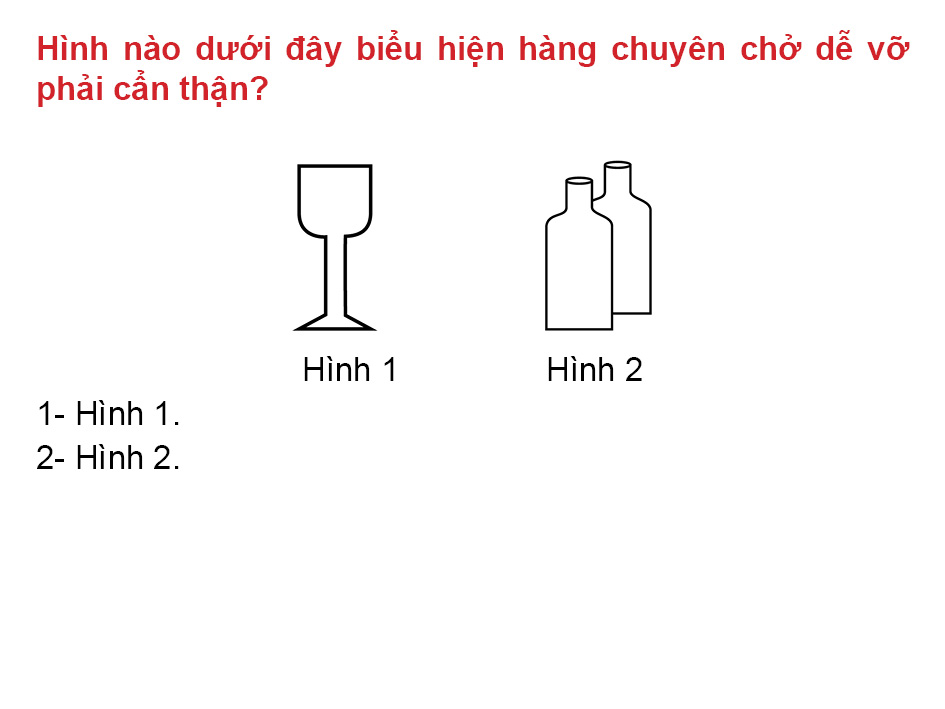 Hình nào dưới đây biểu hiện hàng chuyên chở dễ vỡ
phải cẩn thận?
Hình 1 Hình 2
1- Hình 1.
2- Hình 2.